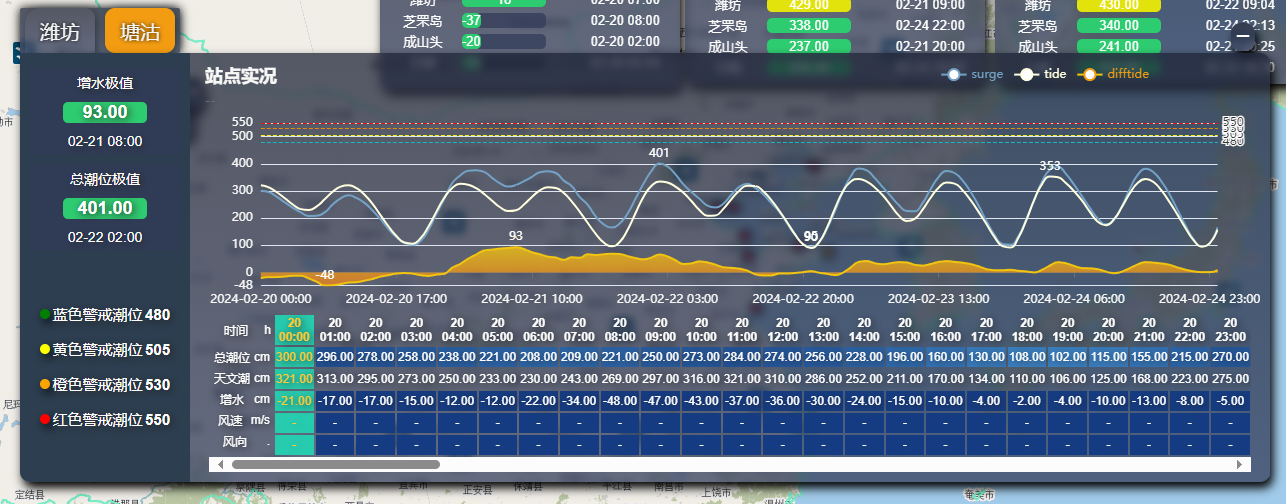 潍坊 塘沽
-37 02-20 08:00
成山头 -20 02-20 02:00
潍坊 429.00 02-21 09:00
芝罘岛 338.00 02-24 22:00
成山头 237.00 02-21 20:00
潍坊 430.00 02-22 09:04
芝罘岛 340.00
成山头 241.00
增水极值
93.00
02-21 08:00
总潮位极值
401.00
02-22 02:00
蓝色警戒潮位 480
黄色警戒潮位 505
橙色警戒潮位 530
红色警戒潮位 550
站点实况
surge tide difftide
550
500
400
300
200
100
0
-48
401
353
93
-48
550
480
2024-02-20 00:00 2024-02-20 17:00 2024-02-21 10:00 2024-02-22 03:00 2024-02-22 20:00 2024-02-23 13:00 2024-02-24 06:00 2024-02-24 23:00
时间 h 20 00:00 20 01:00 20 02:00 20 03:00 20 04:00 20 05:00 20 06:00 20 07:00 20 08:00 20 09:00 20 10:00 20 11:00 20 12:00 20 13:00 20 14:00 20 15:00 20 16:00 20 17:00 20 18:00 20 19:00 20 20:00 20 21:00 20 22:00 20 23:00
总潮位 cm 300.00 296.00 278.00 258.00 238.00 221.00 208.00 209.00 221.00 250.00 273.00 284.00 274.00 256.00 228.00 196.00 160.00 130.00 108.00 102.00 115.00 155.00 215.00 270.00
天文潮 cm 321.00 313.00 295.00 273.00 250.00 233.00 230.00 243.00 269.00 297.00 316.00 321.00 310.00 286.00 252.00 211.00 170.00 134.00 110.00 106.00 125.00 168.00 223.00 275.00
增水 cm -21.00 -17.00 -17.00 -15.00 -12.00 -12.00 -22.00 -34.00 -48.00 -47.00 -43.00 -37.00 -36.00 -30.00 -24.00 -15.00 -10.00 -4.00 -2.00 -4.00 -10.00 -13.00 -8.00 -5.00
风速 m/s - - - - - - - - - - - - - - - - - - - - - - - -
风向 - - - - - - - - - - - - - - - - - - - - - - - - -
定结县